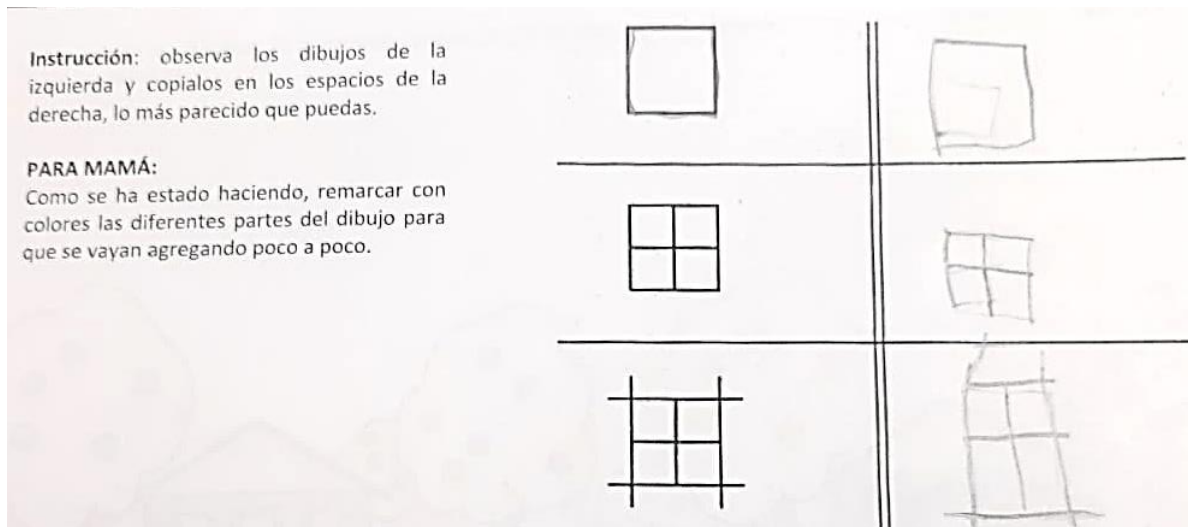 Instrucción: observa los dibujos de la
izquierda y copialos en los espacios de la
derecha, lo más parecido que puedas.
PARA MAMÁ:
Como se ha estado haciendo, remarcar con
colores las diferentes partes del dibujo para
que se vayan agregando poco a poco.